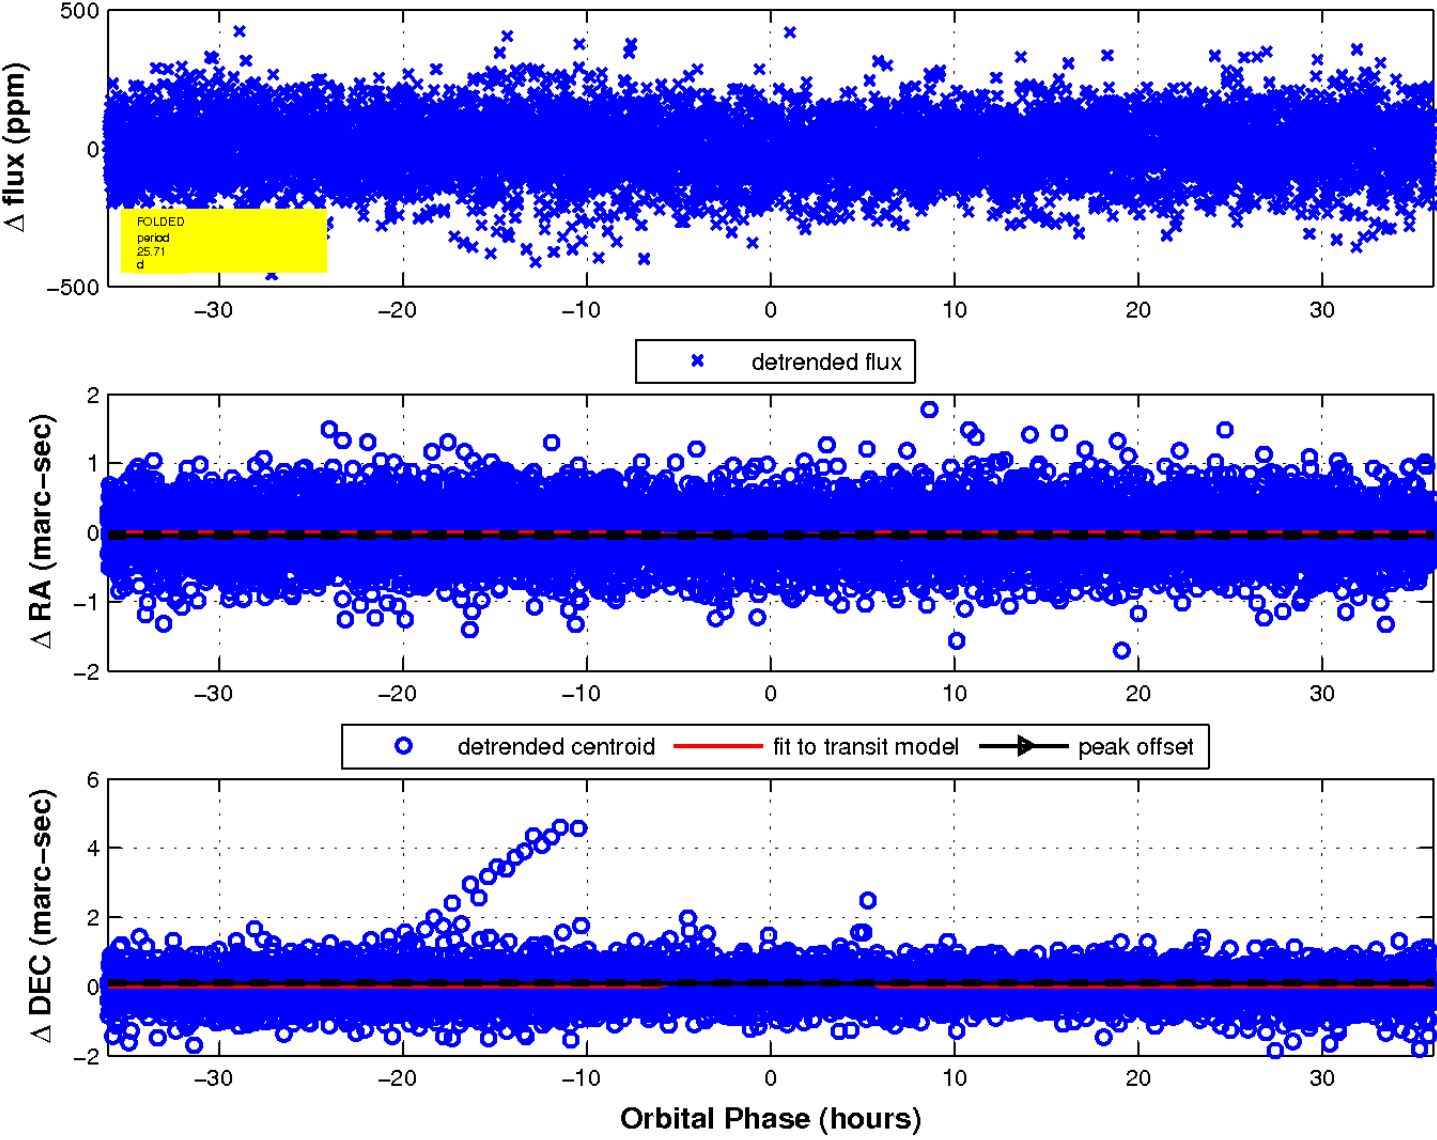 500
0
−500
Δ flux (ppm)
FOLDED
period
25.71
d
−30 −20 −10 0 10 20 30
detrended flux
2
1
0
−1
−2
Δ RA (marc−sec)
−30 −20 −10 0 10 20 30
detrended centroid fit to transit model peak offset
6
4
2
0
−2
Δ DEC (marc−sec)
−30 −20 −10 0 10 20 30
Orbital Phase (hours)